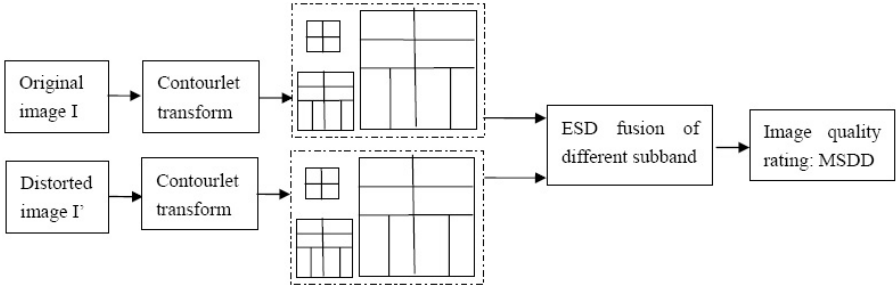 Original
image I
Contourlet
transform
ESD fusion of
different subband
Image quality
rating: MSDD
Distorted
image I’
Contourlet
transform